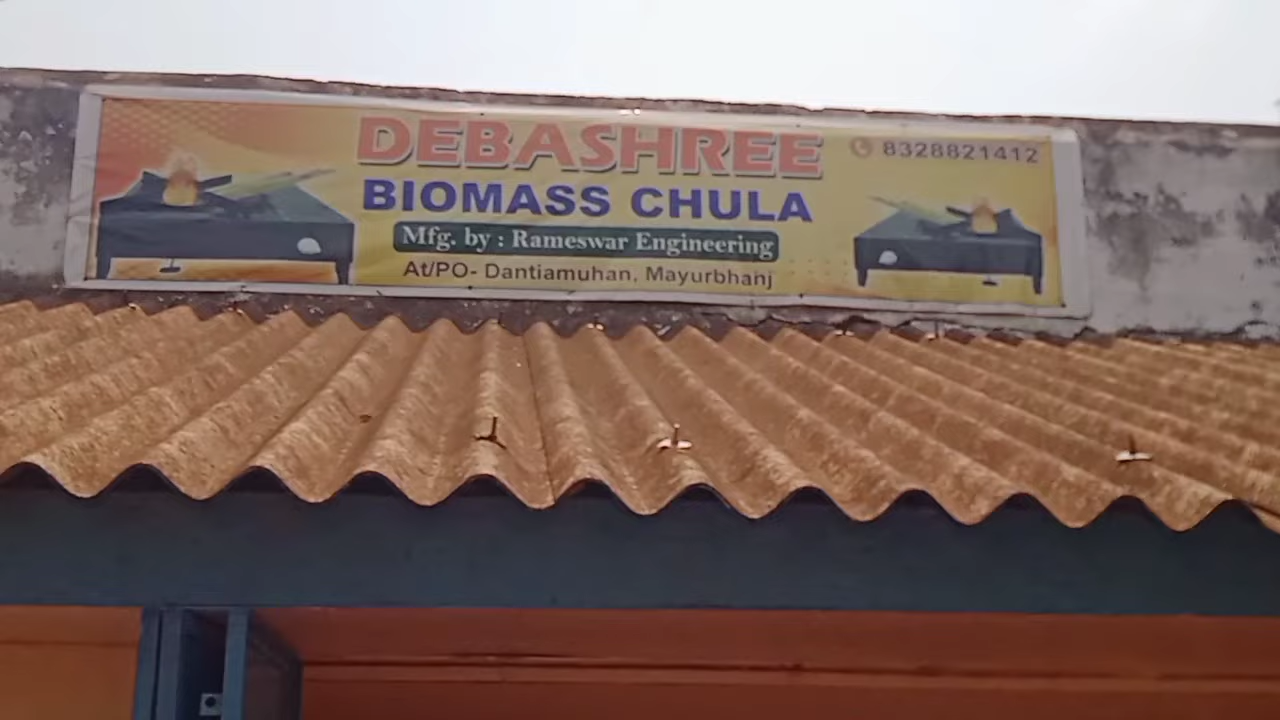 DEBASHREE
8328821412
BIOMASS CHULA
Mfg. by : Rameswar Engineering
At/PO- Dantiamuhan, Mayurbhanj